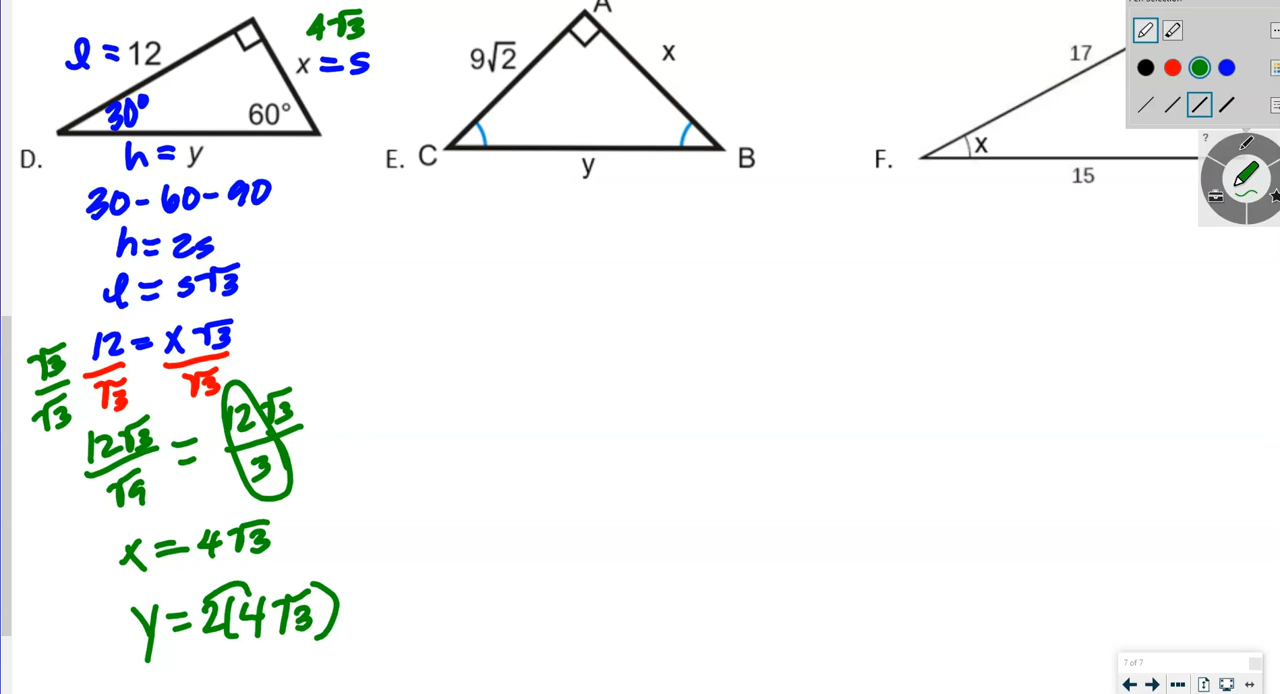 ℓ = 12
4√3
x = s
30°
60°
D.
h = y
30 - 60 - 90
h = 2s
ℓ = s√3
12 = x√3
√3 √3
√3
√3
12√3 = 12√3
√9 3
x = 4√3
y = 2(4√3)
A
9√2
x
E. C
y
B
17
F.
x
15
?
7 of 7